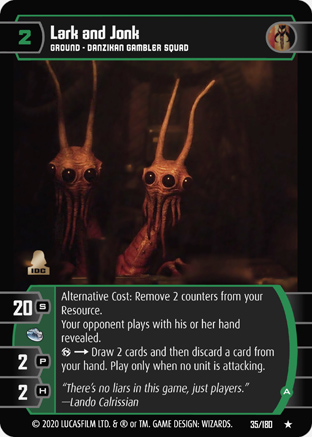 2 Lark and Jonk
GROUND - DANZIKAN GAMBLER SQUAD
IDC
20 S
2 P
2 H
Alternative Cost: Remove 2 counters from your
Resource.
Your opponent plays with his or her hand
revealed.
→ Draw 2 cards and then discard a card from
your hand. Play only when no unit is attacking.
“There’s no liars in this game, just players.”
—Lando Calrissian
A
© 2020 LUCASFILM LTD. & ® or TM. GAME DESIGN: WIZARDS. 35/180 ★